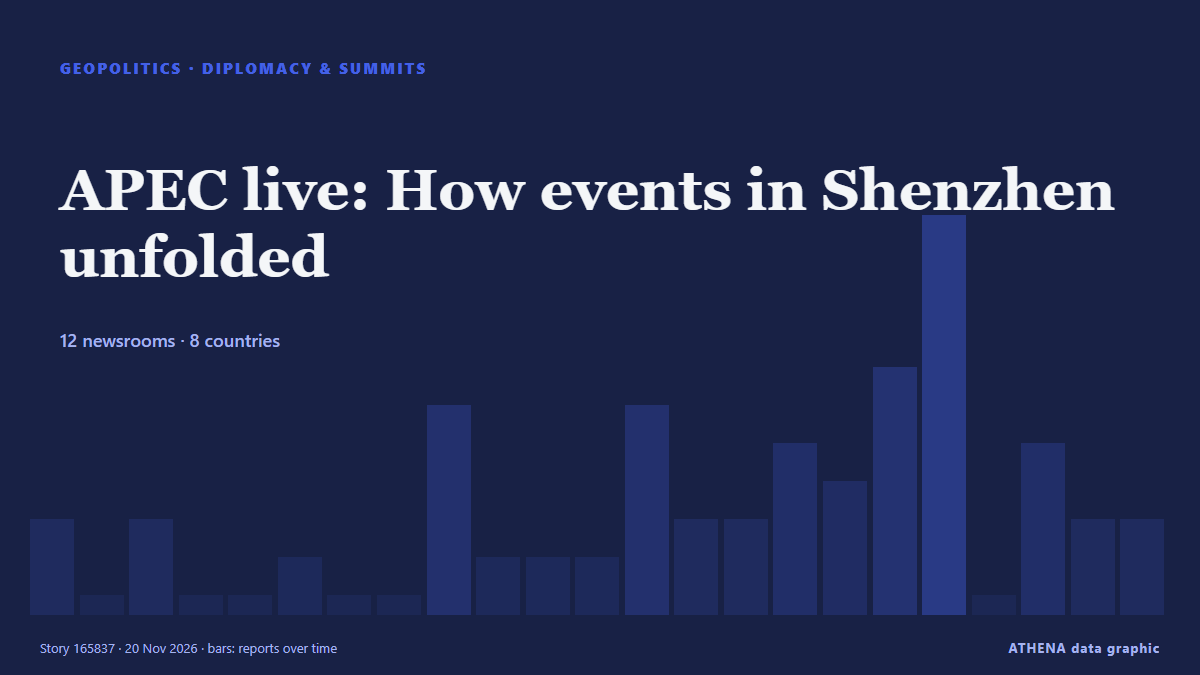 GEOPOLITICS · DIPLOMACY & SUMMITS
APEC live: How events in Shenzhen
unfolded
12 newsrooms · 8 countries
Story 165837 · 20 Nov 2026 · bars: reports over time
ATHENA data graphic